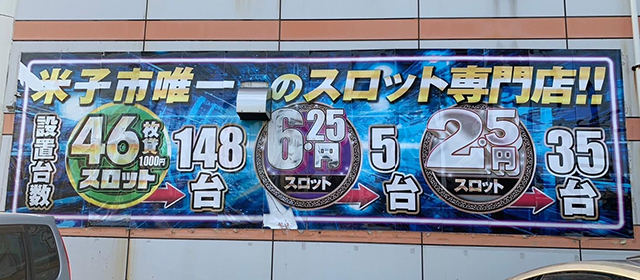 米子市唯一のスロット専門店!!
設置台数
46枚貸
1000円
スロット
148台
6.25円
スロット
5台
2.5円
スロット
35台